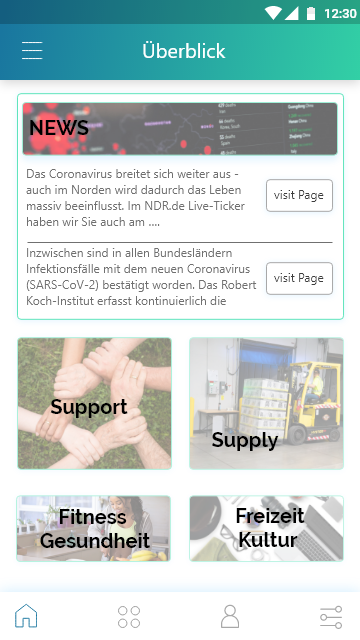 12:30
Überblick
NEWS
Das Coronavirus breitet sich weiter aus -
auch im Norden wird dadurch das Leben
massiv beeinflusst. Im NDR.de Live-Ticker
haben wir Sie auch am ....
visit Page
Inzwischen sind in allen Bundesländern
Infektionsfälle mit dem neuen Coronavirus
(SARS-CoV-2) bestätigt worden. Das Robert
Koch-Institut erfasst kontinuierlich die
visit Page
Support
Supply
Fitness
Gesundheit
Freizeit
Kultur